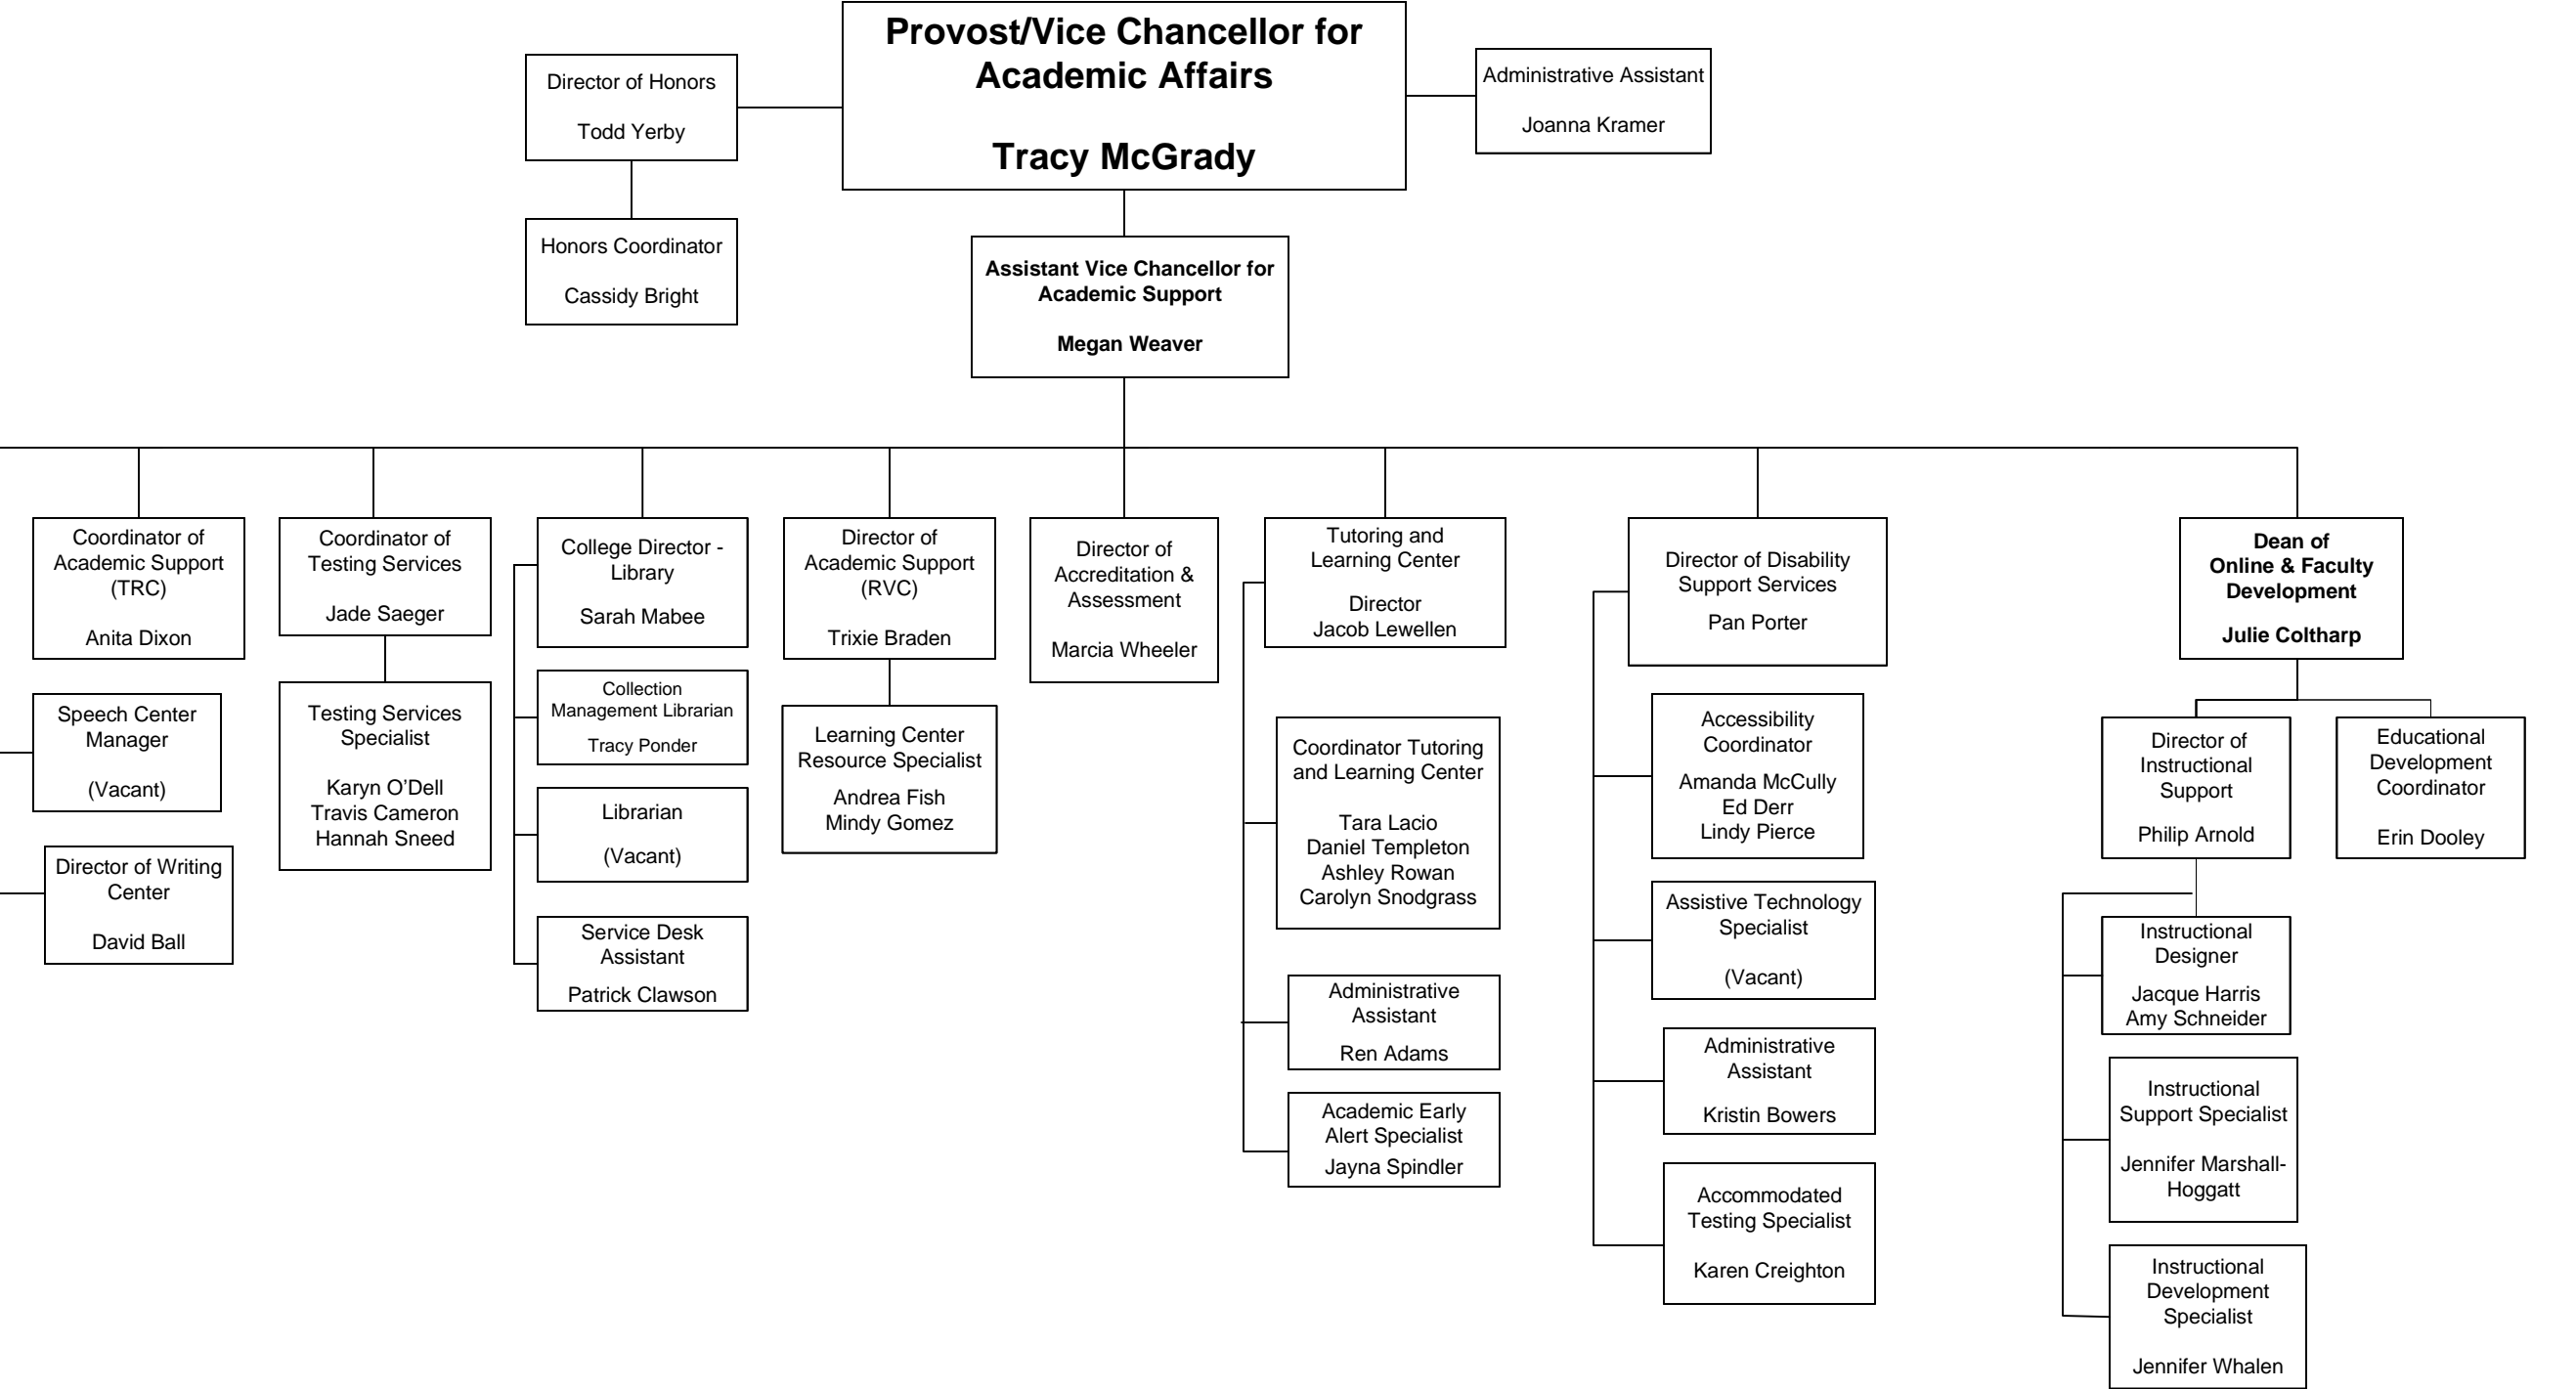 Provost/Vice Chancellor for
Academic Affairs
Tracy McGrady
Director of Honors
Todd Yerby
Administrative Assistant
Joanna Kramer
Honors Coordinator
Cassidy Bright
Assistant Vice Chancellor for
Academic Support
Megan Weaver
Coordinator of
Academic Support
(TRC)
Anita Dixon
Speech Center
Manager
(Vacant)
Director of Writing
Center
David Ball
Coordinator of
Testing Services
Jade Saeger
Testing Services
Specialist
Karyn O’Dell
Travis Cameron
Hannah Sneed
College Director -
Library
Sarah Mabee
Collection
Management Librarian
Tracy Ponder
Librarian
(Vacant)
Service Desk
Assistant
Patrick Clawson
Director of
Academic Support
(RVC)
Trixie Braden
Learning Center
Resource Specialist
Andrea Fish
Mindy Gomez
Director of
Accreditation &
Assessment
Marcia Wheeler
Tutoring and
Learning Center
Director
Jacob Lewellen
Coordinator Tutoring
and Learning Center
Tara Lacio
Daniel Templeton
Ashley Rowan
Carolyn Snodgrass
Administrative
Assistant
Ren Adams
Academic Early
Alert Specialist
Jayna Spindler
Director of Disability
Support Services
Pan Porter
Accessibility
Coordinator
Amanda McCully
Ed Derr
Lindy Pierce
Assistive Technology
Specialist
(Vacant)
Administrative
Assistant
Kristin Bowers
Accommodated
Testing Specialist
Karen Creighton
Dean of
Online & Faculty
Development
Julie Coltharp
Director of
Instructional
Support
Philip Arnold
Educational
Development
Coordinator
Erin Dooley
Instructional
Designer
Jacque Harris
Amy Schneider
Instructional
Support Specialist
Jennifer Marshall-
Hoggatt
Instructional
Development
Specialist
Jennifer Whalen